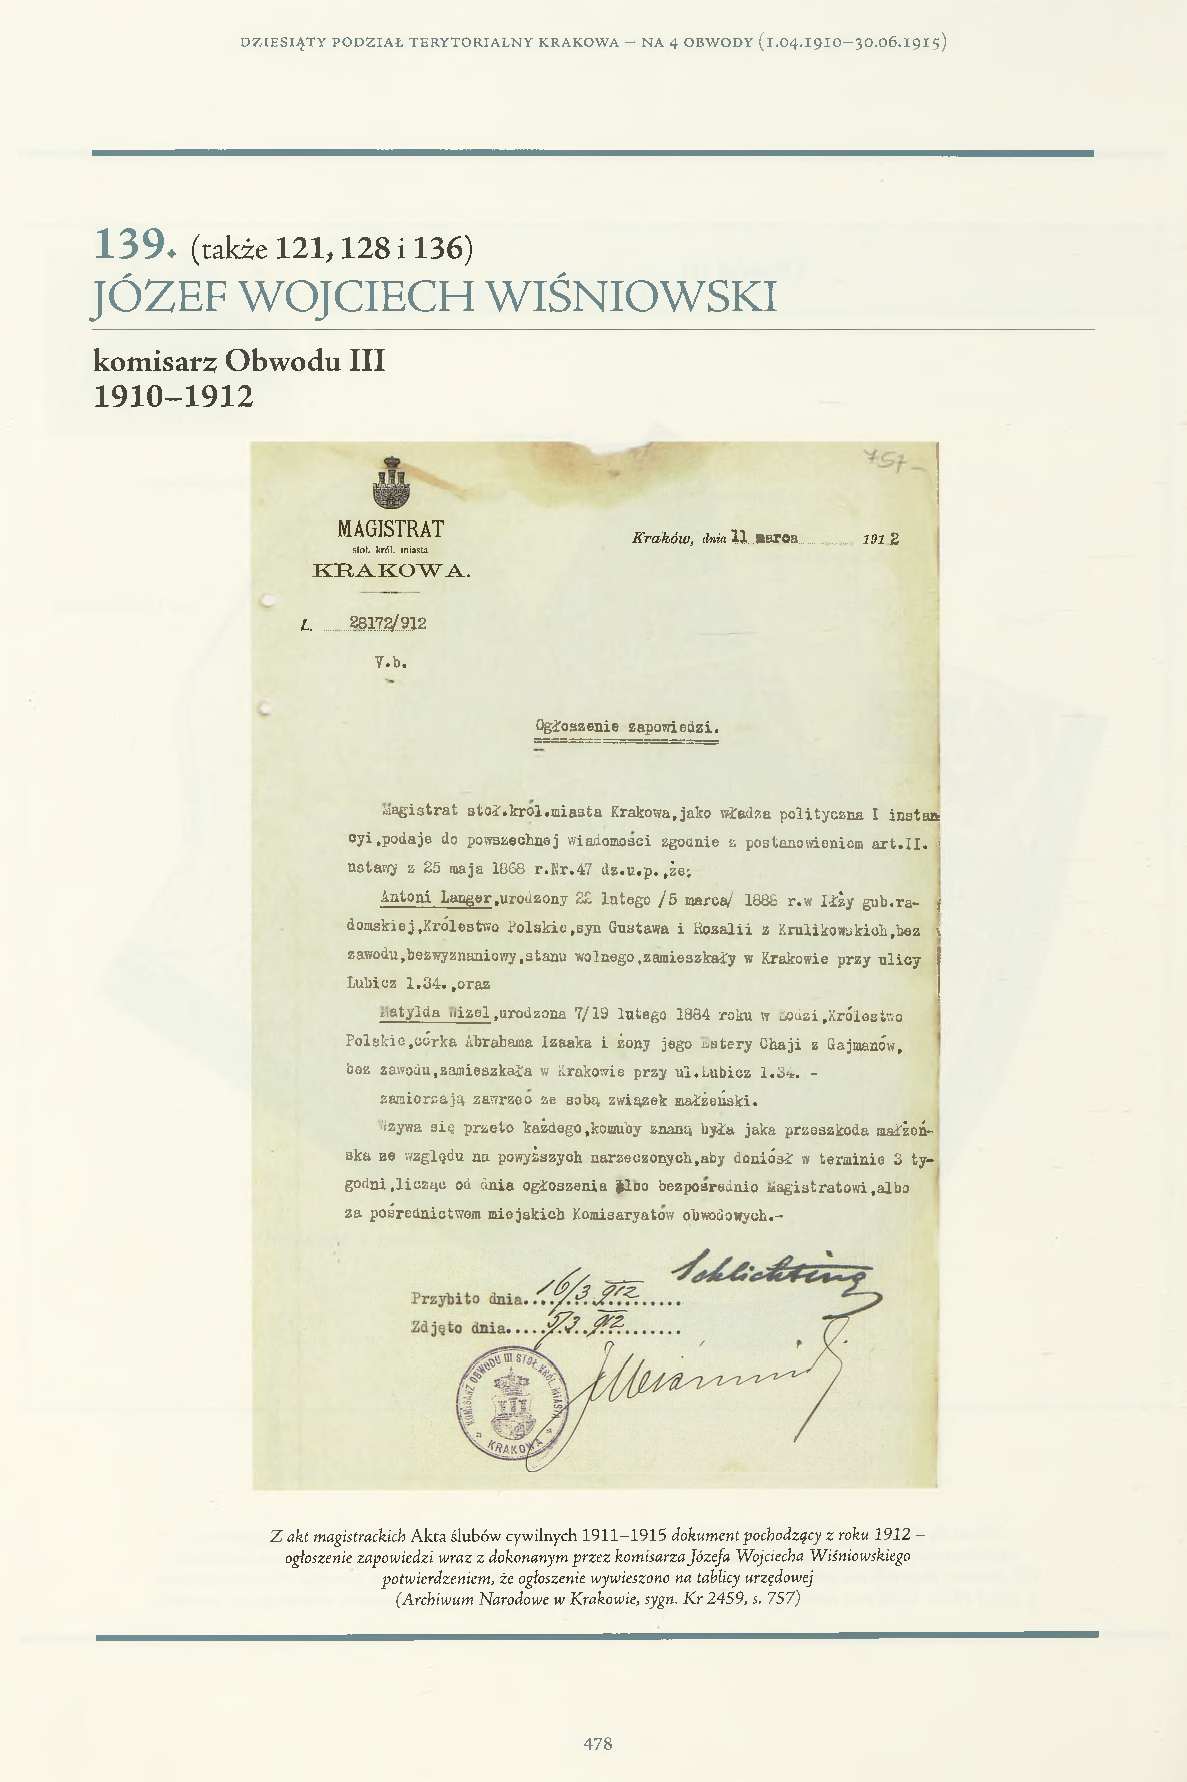 DZIESIĄTY PODZIAŁ TERYTORIALNY KRAKOWA — NA 4 OBWODY (1.04.1910—30.06.1915)
139. (także 121, 128 i 136)
JÓZEF WOJCIECH WIŚNIOWSKI
komisarz Obwodu III
1910–1912
757-
MAGISTRAT
stoł. król. miasta
KRAKOWA.
Kraków, dnia 11 marca 1912
L. 28172/912
V.b.
Ogłoszenie zapowiedzi.
Magistrat stoł.król.miasta Krakowa,jako władza polityczna I instan
cyi,podaje do powszechnej wiadomości zgodnie z postanowieniem art.II.
ustawy z 25 maja 1868 r.Nr.47 dz.u.p.,że;
Antoni Langer,urodzony 22 lutego /5 marca/ 1888 r.w Iłży gub.ra-
domskiej,Królestwo Polskie,syn Gustawa i Rozalii z Krulikowskich,bez
zawodu,bezwyznaniowy,stanu wolnego,zamieszkały w Krakowie przy ulicy
Lubicz l.34.,oraz
Matylda Wizel,urodzona 7/19 lutego 1884 roku w Łodzi,Królestwo
Polskie,córka Abrahama Izaaka i żony jego Estery Chaji z Gajmanów,
bez zawodu,zamieszkała w Krakowie przy ul.Lubicz l.34. -
zamierzają zawrzeć ze sobą związek małżeński.
Wzywa się przeto każdego,komuby znaną była jaka przeszkoda małżeń-
ska ze względu na powyższych narzeczonych,aby doniósł w terminie 3 ty-
godni,licząc od dnia ogłoszenia albo bezpośrednio Magistratowi,albo
za pośrednictwem miejskich Komisaryatów obwodowych.-
Schlichting
Przybito dnia....16/3 912......
Zdjęto dnia.....5/3 912......
KOMISARZ OBWODU III STOŁ. KRÓL. MIASTA KRAKOWA
Z akt magistrackich Akta ślubów cywilnych 1911–1915 dokument pochodzący z roku 1912 –
ogłoszenie zapowiedzi wraz z dokonanym przez komisarza Józefa Wojciecha Wiśniowskiego
potwierdzeniem, że ogłoszenie wywieszono na tablicy urzędowej
(Archiwum Narodowe w Krakowie, sygn. Kr 2459, s. 757)
478